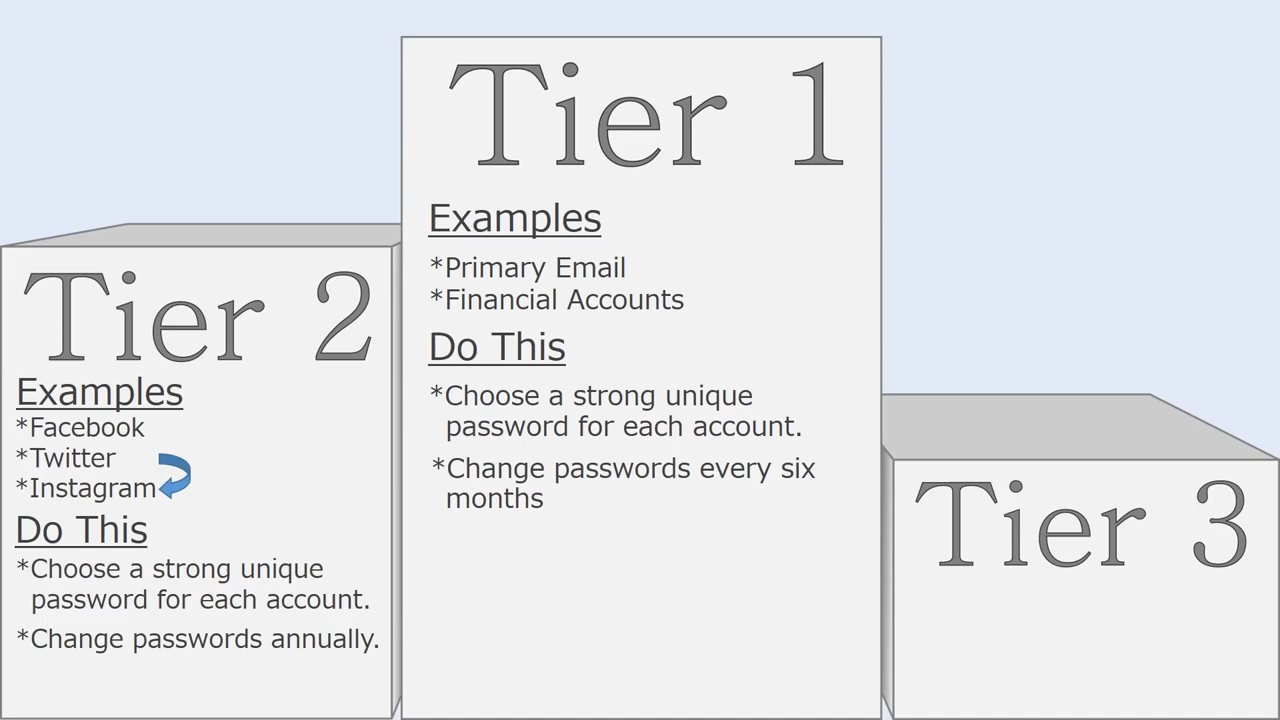 Tier 1
Examples
*Primary Email
*Financial Accounts
Do This
*Choose a strong unique
password for each account.
*Change passwords every six
months
Tier 2
Examples
*Facebook
*Twitter
*Instagram
Do This
*Choose a strong unique
password for each account.
*Change passwords annually.
Tier 3